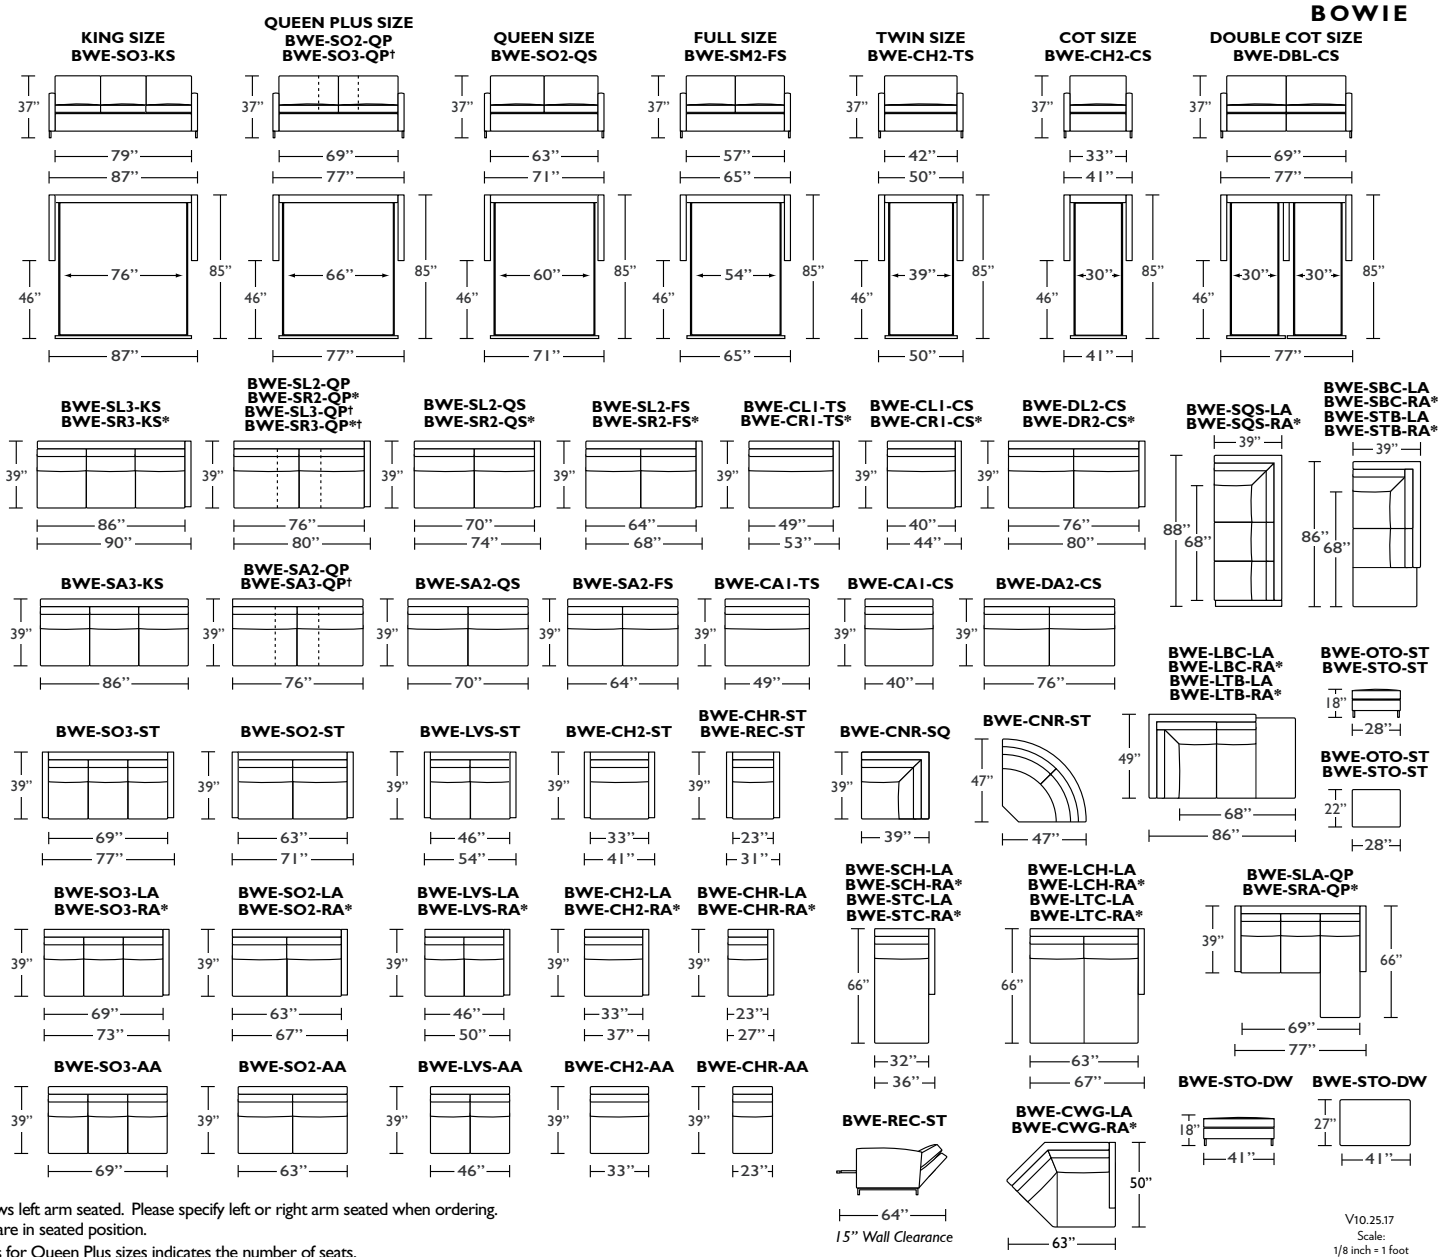 BOWIE
KING SIZE
BWE-SO3-KS
QUEEN PLUS SIZE
BWE-SO2-QP
BWE-SO3-QP†
QUEEN SIZE
BWE-SO2-QS
FULL SIZE
BWE-SM2-FS
TWIN SIZE
BWE-CH2-TS
COT SIZE
BWE-CH2-CS
DOUBLE COT SIZE
BWE-DBL-CS
37” 37” 37” 37” 37” 37” 37”
79” 69” 63” 57” 42” 33” 69”
87” 77” 71” 65” 50” 41” 77”
76” 85” 66” 85” 60” 85” 54” 85” 39” 85” 30” 85” 30” 30” 85”
46” 46” 46” 46” 46” 46” 46”
87” 77” 71” 65” 50” 41” 77”
BWE-SL3-KS
BWE-SR3-KS*
BWE-SL2-QP
BWE-SR2-QP*
BWE-SL3-QP†
BWE-SR3-QP*†
BWE-SL2-QS
BWE-SR2-QS*
BWE-SL2-FS
BWE-SR2-FS*
BWE-CL1-TS
BWE-CR1-TS*
BWE-CL1-CS
BWE-CR1-CS*
BWE-DL2-CS
BWE-DR2-CS*
BWE-SQS-LA
BWE-SQS-RA*
BWE-SBC-LA
BWE-SBC-RA*
BWE-STB-LA
BWE-STB-RA*
39” 39”
39” 39” 39” 39” 39” 39” 39”
86” 76” 70” 64” 49” 40” 76”
90” 80” 74” 68” 53” 44” 80”
88” 68” 86” 68”
BWE-SA3-KS
BWE-SA2-QP
BWE-SA3-QP†
BWE-SA2-QS
BWE-SA2-FS
BWE-CA1-TS
BWE-CA1-CS
BWE-DA2-CS
39” 39” 39” 39” 39” 39” 39”
86” 76” 70” 64” 49” 40” 76”
BWE-LBC-LA
BWE-LBC-RA*
BWE-LTB-LA
BWE-LTB-RA*
49”
68”
86”
BWE-OTO-ST
BWE-STO-ST
18”
28”
BWE-OTO-ST
BWE-STO-ST
22”
28”
BWE-SO3-ST
BWE-SO2-ST
BWE-LVS-ST
BWE-CH2-ST
BWE-CHR-ST
BWE-REC-ST
BWE-CNR-SQ
BWE-CNR-ST
39” 39” 39” 39” 39” 39” 47”
69” 63” 46” 33” 23” 39” 47”
77” 71” 54” 41” 31”
BWE-SO3-LA
BWE-SO3-RA*
BWE-SO2-LA
BWE-SO2-RA*
BWE-LVS-LA
BWE-LVS-RA*
BWE-CH2-LA
BWE-CH2-RA*
BWE-CHR-LA
BWE-CHR-RA*
BWE-SCH-LA
BWE-SCH-RA*
BWE-STC-LA
BWE-STC-RA*
BWE-LCH-LA
BWE-LCH-RA*
BWE-LTC-LA
BWE-LTC-RA*
BWE-SLA-QP
BWE-SRA-QP*
39” 39” 39” 39” 39” 66” 66” 39” 66”
69” 63” 46” 33” 23” 32” 63” 69”
73” 67” 50” 37” 27” 36” 67” 77”
BWE-SO3-AA
BWE-SO2-AA
BWE-LVS-AA
BWE-CH2-AA
BWE-CHR-AA
39” 39” 39” 39” 39”
69” 63” 46” 33” 23”
BWE-REC-ST
64”
15” Wall Clearance
BWE-CWG-LA
BWE-CWG-RA*
50”
63”
BWE-STO-DW
18”
41”
BWE-STO-DW
27”
41”
ws left arm seated. Please specify left or right arm seated when ordering.
are in seated position.
s for Queen Plus sizes indicates the number of seats.
V10.25.17
Scale:
1/8 inch = 1 foot